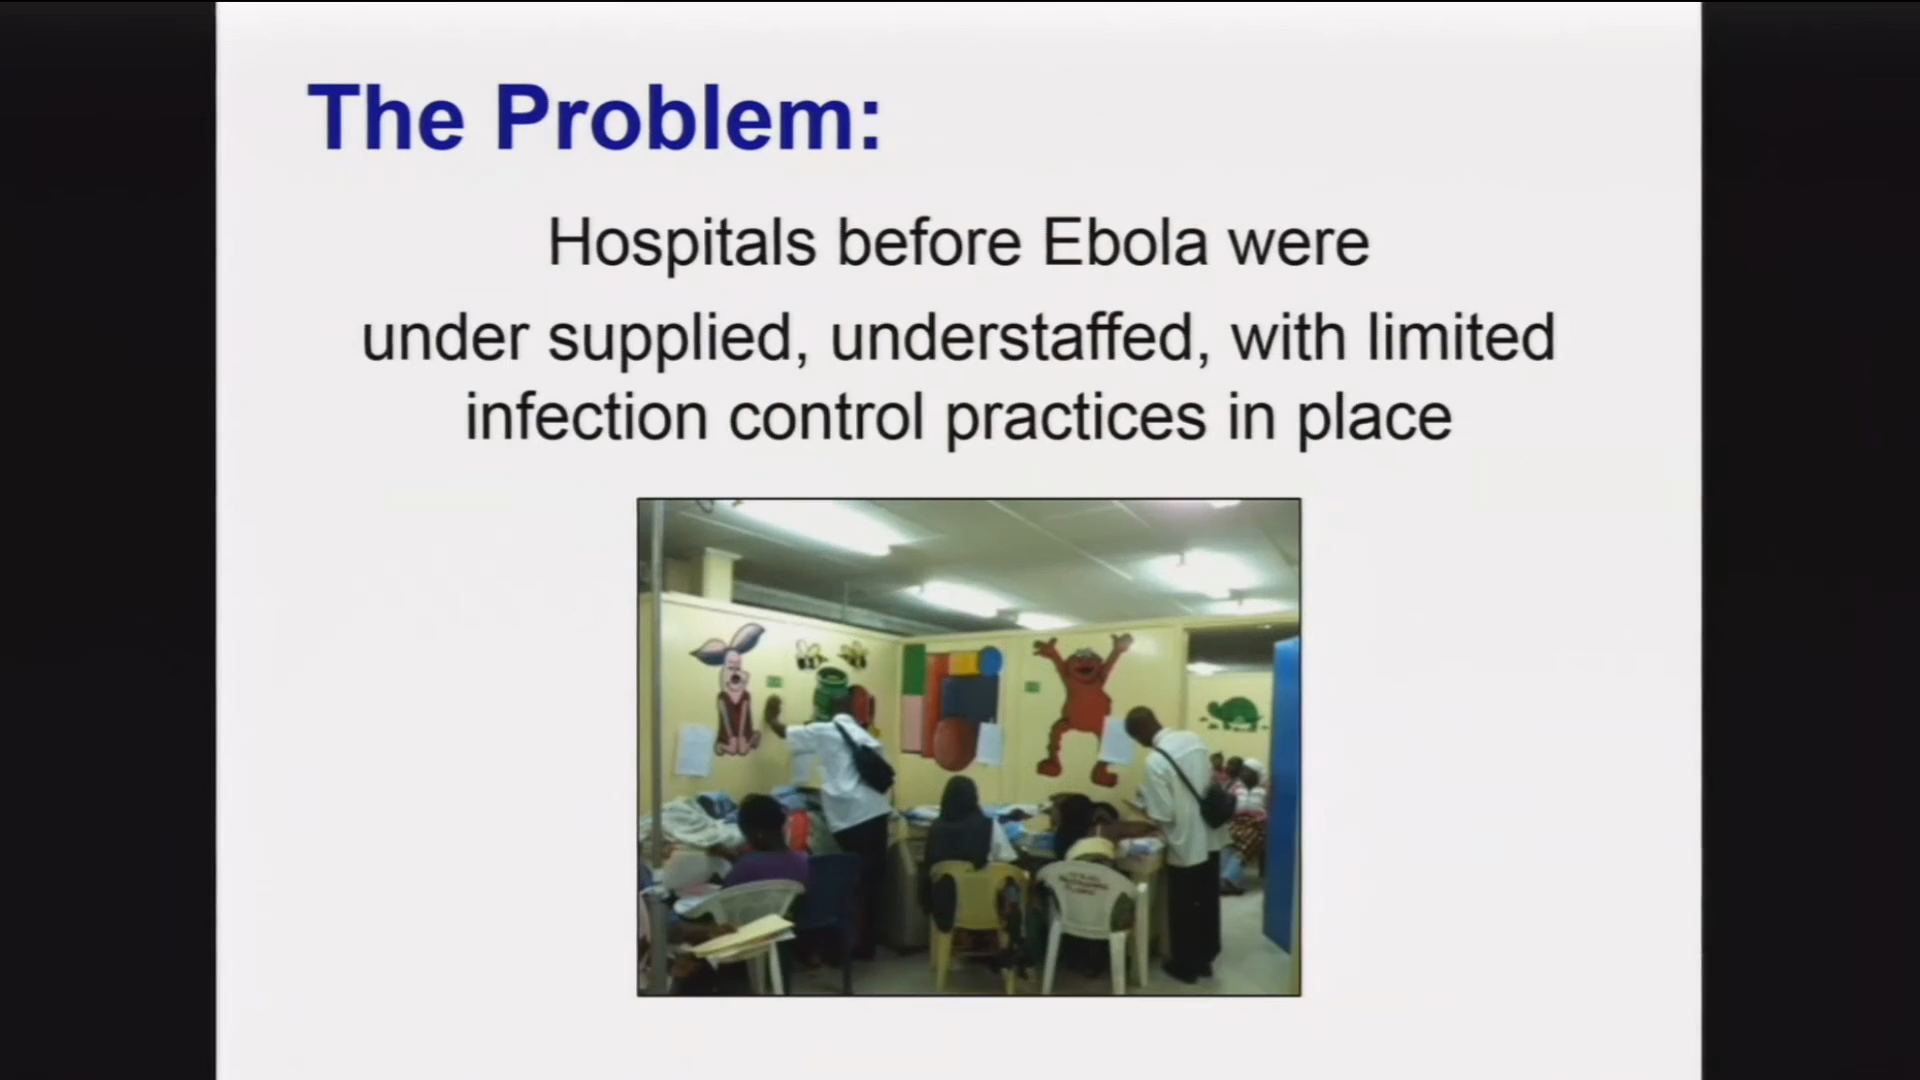 The Problem:
Hospitals before Ebola were
under supplied, understaffed, with limited
infection control practices in place